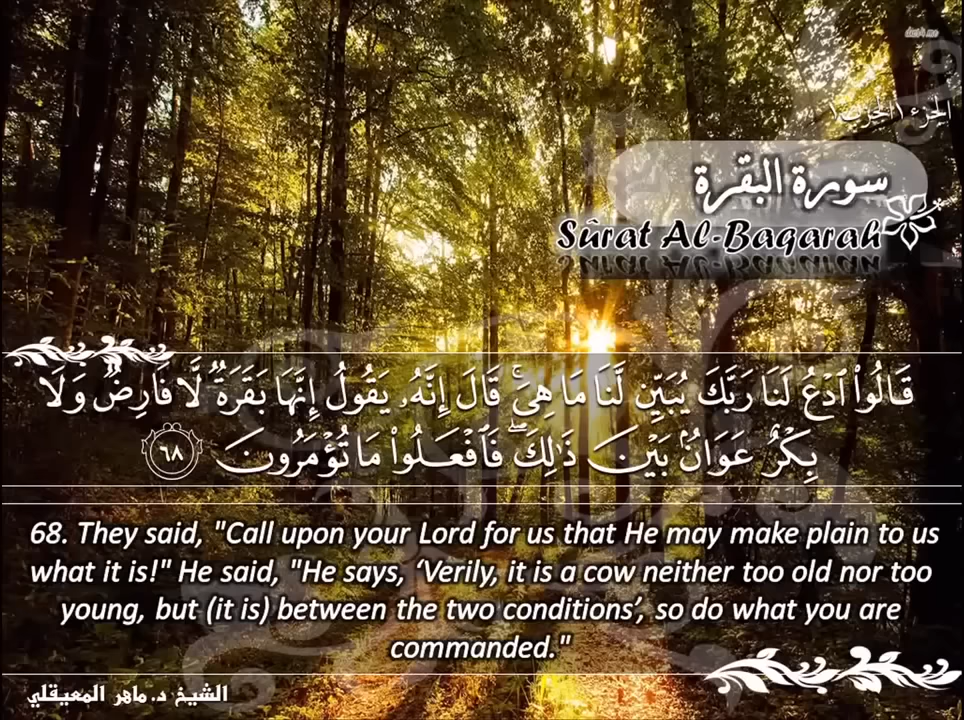 desh.me
الجزء ١ الحزب ١
سورة البقرة
Sûrat Al-Baqarah
قَالُوا۟ ٱدْعُ لَنَا رَبَّكَ يُبَيِّن لَّنَا مَا هِىَ ۚ قَالَ إِنَّهُۥ يَقُولُ إِنَّهَا بَقَرَةٌ لَّا فَارِضٌ وَلَا
بِكْرٌ عَوَانٌۢ بَيْنَ ذَٰلِكَ ۖ فَٱفْعَلُوا۟ مَا تُؤْمَرُونَ ٦٨
68. They said, "Call upon your Lord for us that He may make plain to us
what it is!" He said, "He says, ‘Verily, it is a cow neither too old nor too
young, but (it is) between the two conditions’, so do what you are
commanded."
الشيخ د. ماهر المعيقلي